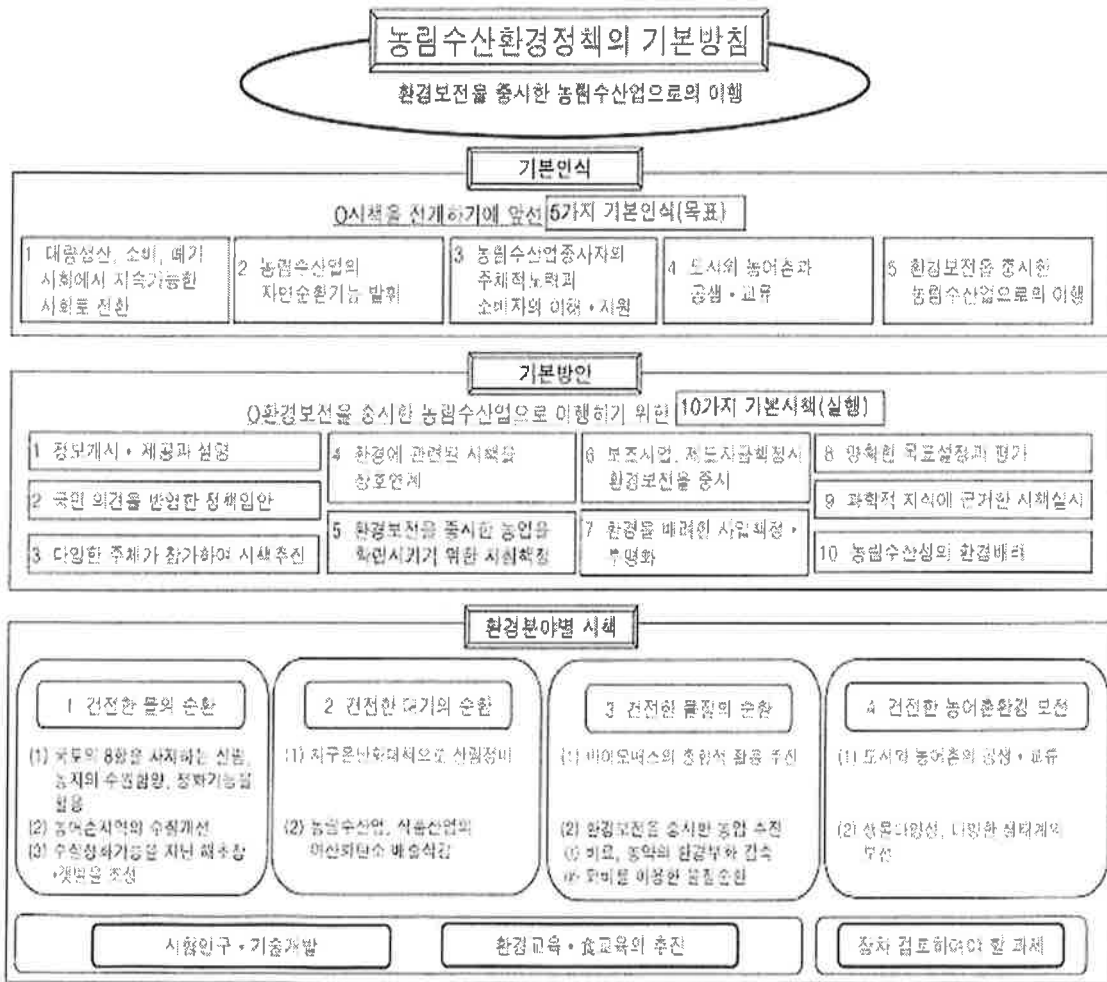 농림수산환경정책의 기본방침
환경보전을 중시한 농림수산업으로의 이행
기본인식
○시책을 전개하기에 앞선 5가지 기본인식(목표)
1 대량생산, 소비, 폐기
사회에서 지속가능한
사회로 전환
2 농림수산업의
자연순환기능 발휘
3 농림수산업종사자의
주체적노력과
소비자의 이해・지원
4 도시와 농어촌과
공생・교류
5 환경보전을 중시한
농림수산업으로의 이행
기본방안
○환경보전을 중시한 농림수산업으로 이행하기 위한 10가지 기본시책(실행)
1 정보개시・제공과 설명
2 국민 의견을 반영한 정책입안
3 다양한 주체가 참가하여 시책추진
4 환경에 관련된 시책을
상호연계
5 환경보전을 중시한 농업을
확립시키기 위한 시책책정
6 보조사업, 제도자금책정시
환경보전을 중시
7 환경을 배려한 사업책정・
투명화
8 명확한 목표설정과 평가
9 과학적 지식에 근거한 시책실시
10 농림수산성의 환경배려
환경분야별 시책
1 건전한 물의 순환
(1) 국토의 8할을 차지하는 산림,
농지의 수원함양, 정화기능을
활용
(2) 농어촌지역의 수질개선
(3) 수질정화기능을 지닌 해초장
・갯벌을 조성
2 건전한 대기의 순환
(1) 지구온난화대책으로 산림정비
(2) 농림수산업, 식품산업의
이산화탄소 배출삭감
3 건전한 물질의 순환
(1) 바이오매스의 종합적 활용 추진
(2) 환경보전을 중시한 농업 추진
비료, 농약의 환경부하 감축
퇴비를 이용한 물질순환
4 건전한 농어촌환경 보전
(1) 도시와 농어촌의 공생・교류
(2) 생물다양성, 다양한 생태계의
보전
시험연구・기술개발
환경교육・食교육의 추진
장차 검토하여야 할 과제